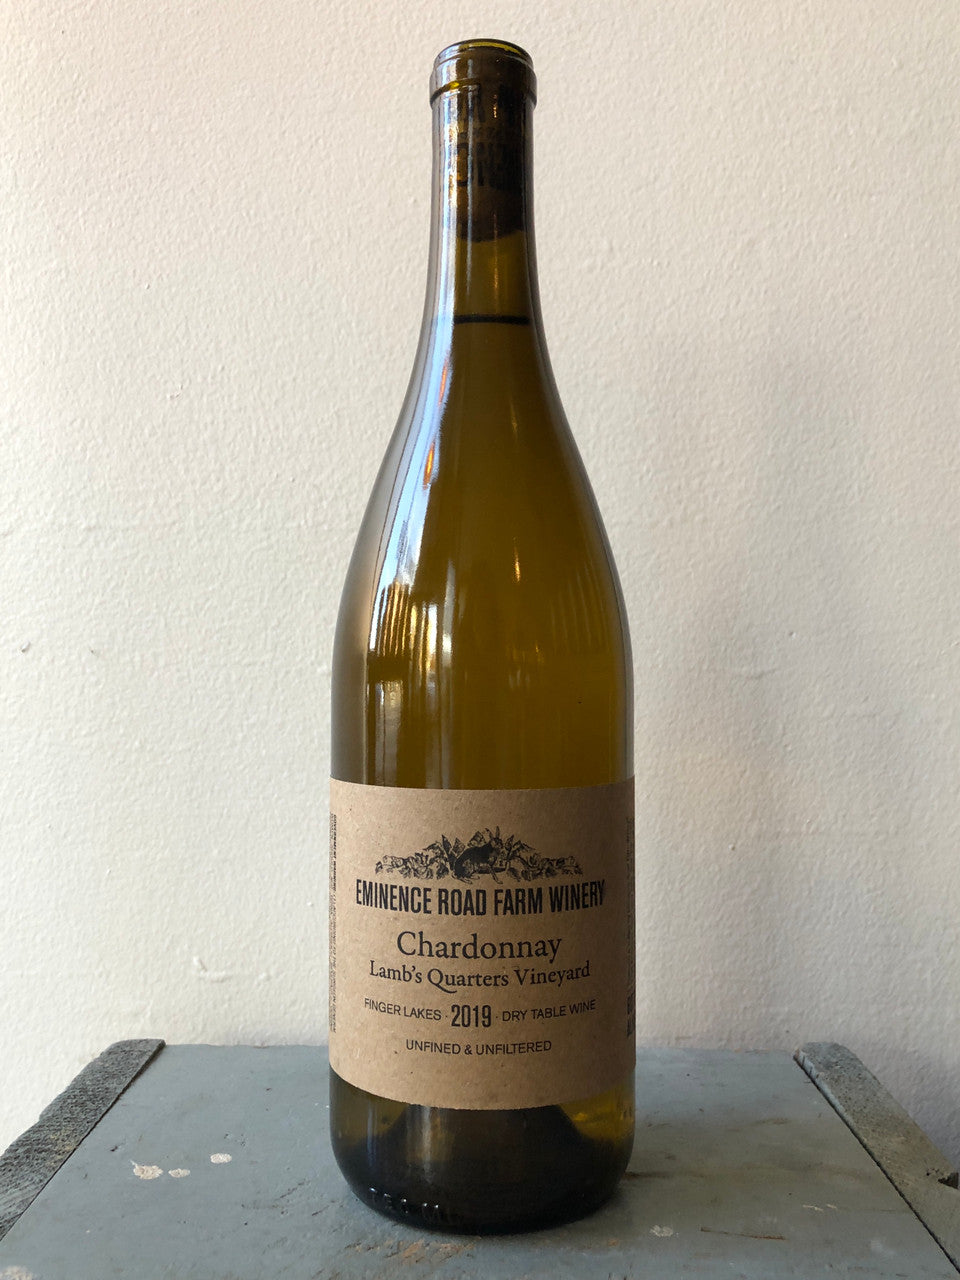 EMINENCE ROAD FARM WINERY
Chardonnay
Lamb's Quarters Vineyard
FINGER LAKES · 2019 · DRY TABLE WINE
UNFINED & UNFILTERED